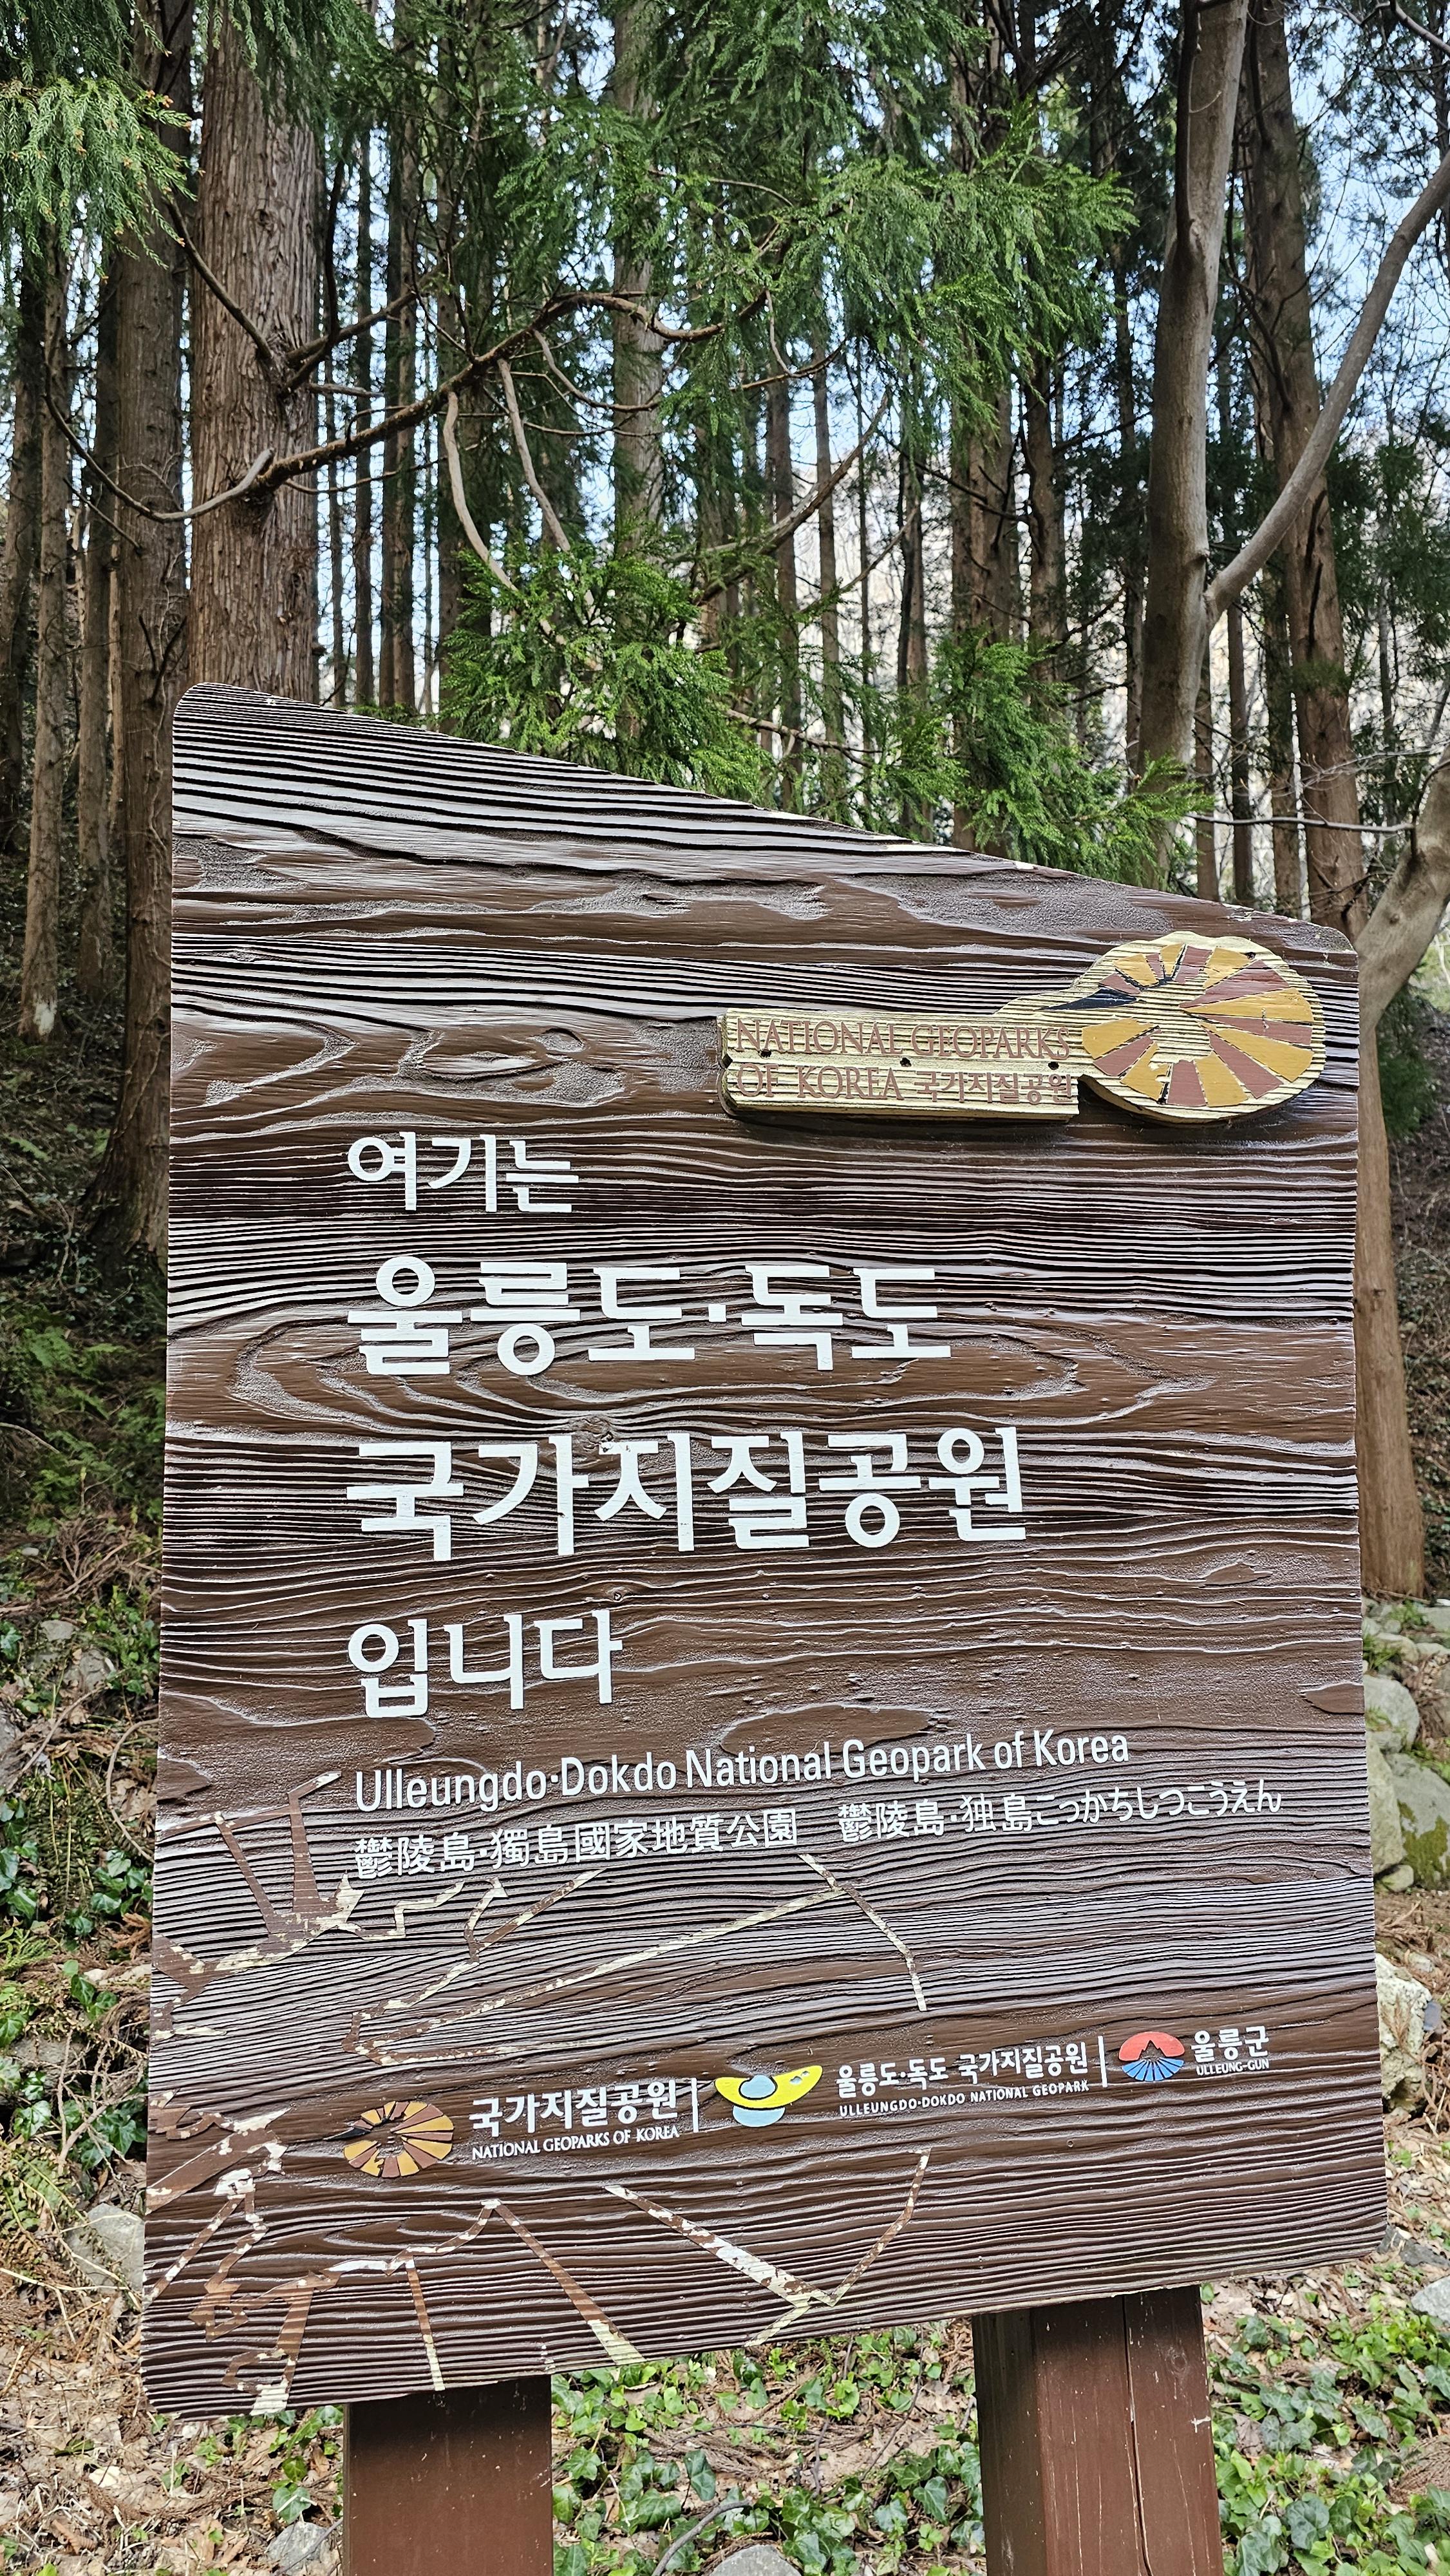 NATIONAL GEOPARKS
OF KOREA 국가지질공원
여기는
울릉도·독도
국가지질공원
입니다
Ulleungdo·Dokdo National Geopark of Korea
鬱陵島·獨島國家地質公園 鬱陵島·独島こっかちしつこうえん
국가지질공원
NATIONAL GEOPARKS OF KOREA
울릉도·독도 국가지질공원
ULLEUNGDO·DOKDO NATIONAL GEOPARK
울릉군
ULLEUNG-GUN